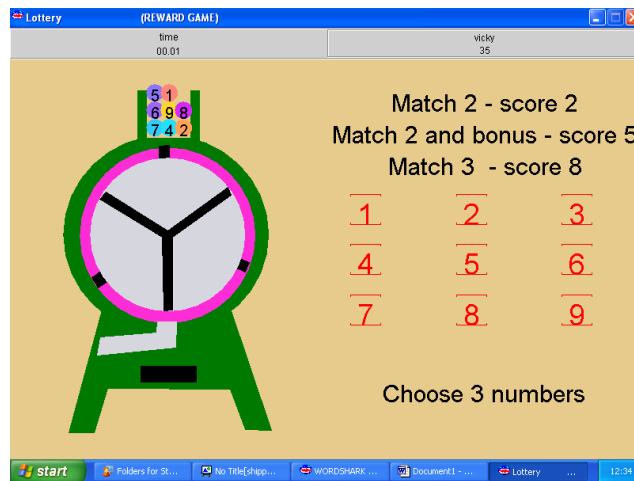 Lottery (REWARD GAME)
time vicky
00.01 35
5 1
6 9 8
7 4 2
Match 2 - score 2
Match 2 and bonus - score 5
Match 3 - score 8
1 2 3
4 5 6
7 8 9
Choose 3 numbers
start Folders for St... No Title[shipp... WORDSHARK ... Document1 - ... Lottery ... 12:34